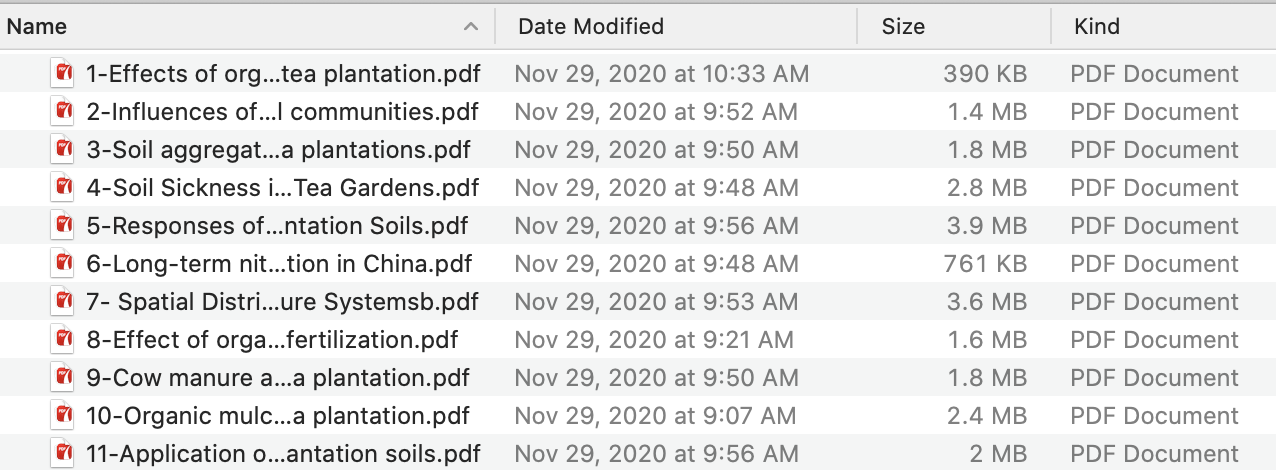 Name Date Modified Size Kind
1-Effects of org...tea plantation.pdf Nov 29, 2020 at 10:33 AM 390 KB PDF Document
2-Influences of...l communities.pdf Nov 29, 2020 at 9:52 AM 1.4 MB PDF Document
3-Soil aggregat...a plantations.pdf Nov 29, 2020 at 9:50 AM 1.8 MB PDF Document
4-Soil Sickness i...Tea Gardens.pdf Nov 29, 2020 at 9:48 AM 2.8 MB PDF Document
5-Responses of...ntation Soils.pdf Nov 29, 2020 at 9:56 AM 3.9 MB PDF Document
6-Long-term nit...tion in China.pdf Nov 29, 2020 at 9:48 AM 761 KB PDF Document
7- Spatial Distri...ure Systemsb.pdf Nov 29, 2020 at 9:53 AM 3.6 MB PDF Document
8-Effect of orga...fertilization.pdf Nov 29, 2020 at 9:21 AM 1.6 MB PDF Document
9-Cow manure a...a plantation.pdf Nov 29, 2020 at 9:50 AM 1.8 MB PDF Document
10-Organic mulc...a plantation.pdf Nov 29, 2020 at 9:07 AM 2.4 MB PDF Document
11-Application o...antation soils.pdf Nov 29, 2020 at 9:56 AM 2 MB PDF Document